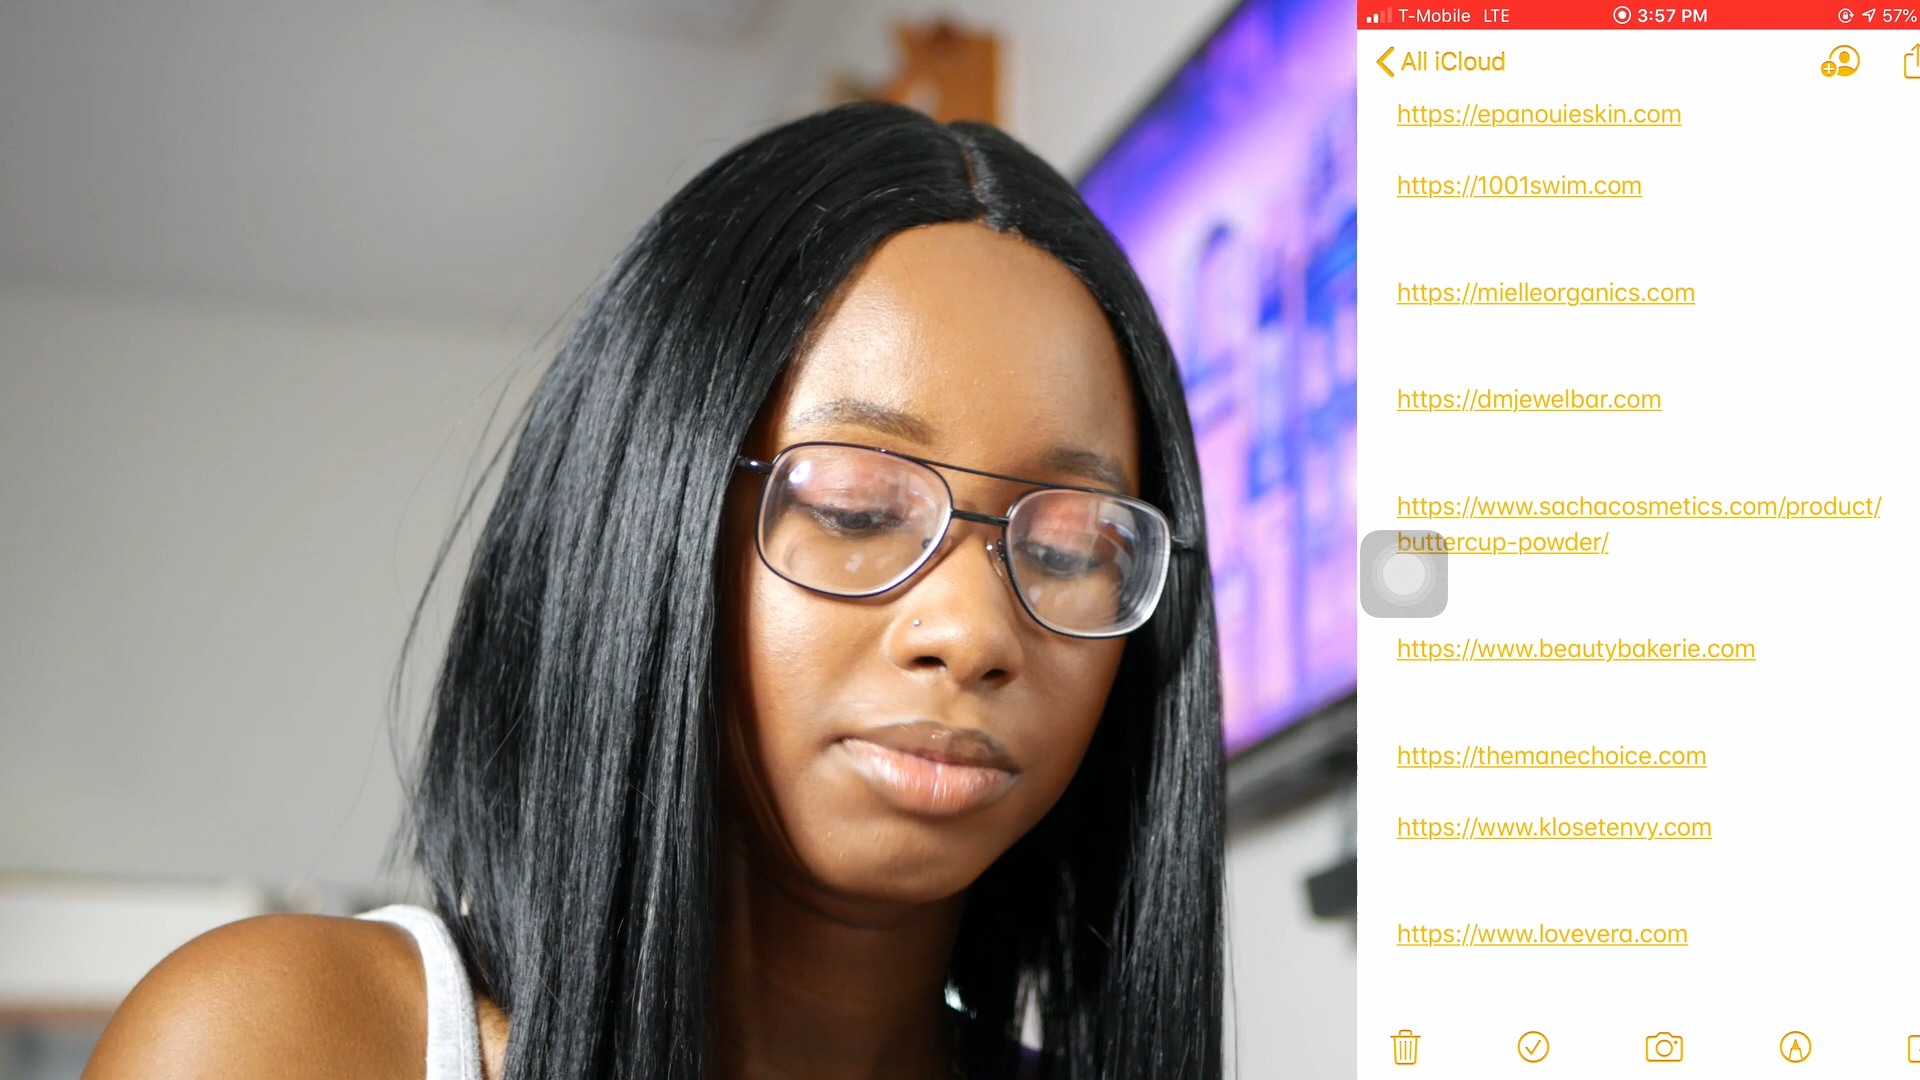 T-Mobile LTE 3:57 PM 57%
All iCloud
https://epanouieskin.com
https://1001swim.com
https://mielleorganics.com
https://dmjewelbar.com
https://www.sachacosmetics.com/product/
buttercup-powder/
https://www.beautybakerie.com
https://themanechoice.com
https://www.klosetenvy.com
https://www.lovevera.com